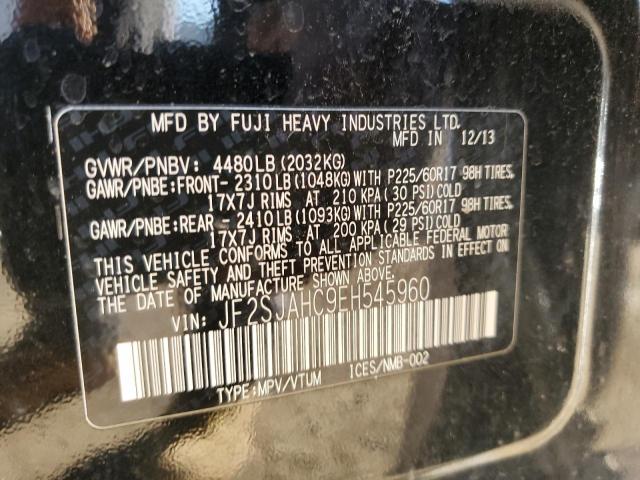 MFD BY FUJI HEAVY INDUSTRIES LTD.
MFD IN 12/13
GVWR/PNBV: 4480LB(2032KG)
GAWR/PNBE:FRONT- 2310LB(1048KG)WITH P225/60R17 98H TIRES,
17X7J RIMS AT 210 KPA(30 PSI)COLD
GAWR/PNBE:REAR - 2410LB(1093KG)WITH P225/60R17 98H TIRES,
17X7J RIMS AT 200 KPA(29 PSI)COLD
THIS VEHICLE CONFORMS TO ALL APPLICABLE FEDERAL MOTOR
VEHICLE SAFETY AND THEFT PREVENTION STANDARDS IN EFFECT ON
THE DATE OF MANUFACTURE SHOWN ABOVE.
VIN: JF2SJAHC9EH545960
TYPE:MPV/VTUM ICES/NMB-002